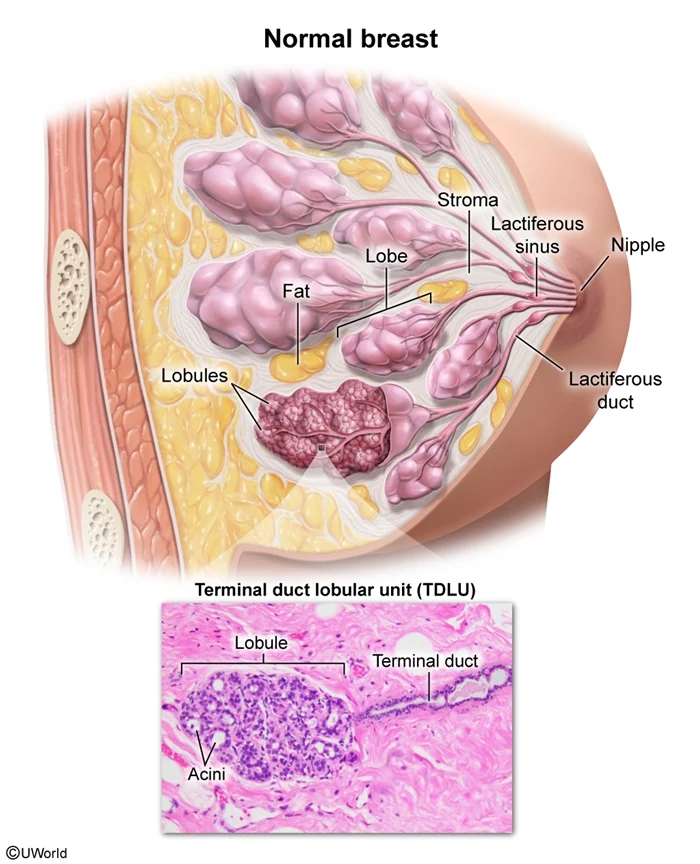 Normal breast
Stroma
Lactiferous
sinus
Nipple
Lobe
Fat
Lobules
Lactiferous
duct
Terminal duct lobular unit (TDLU)
Lobule
Terminal duct
Acini
©UWorld